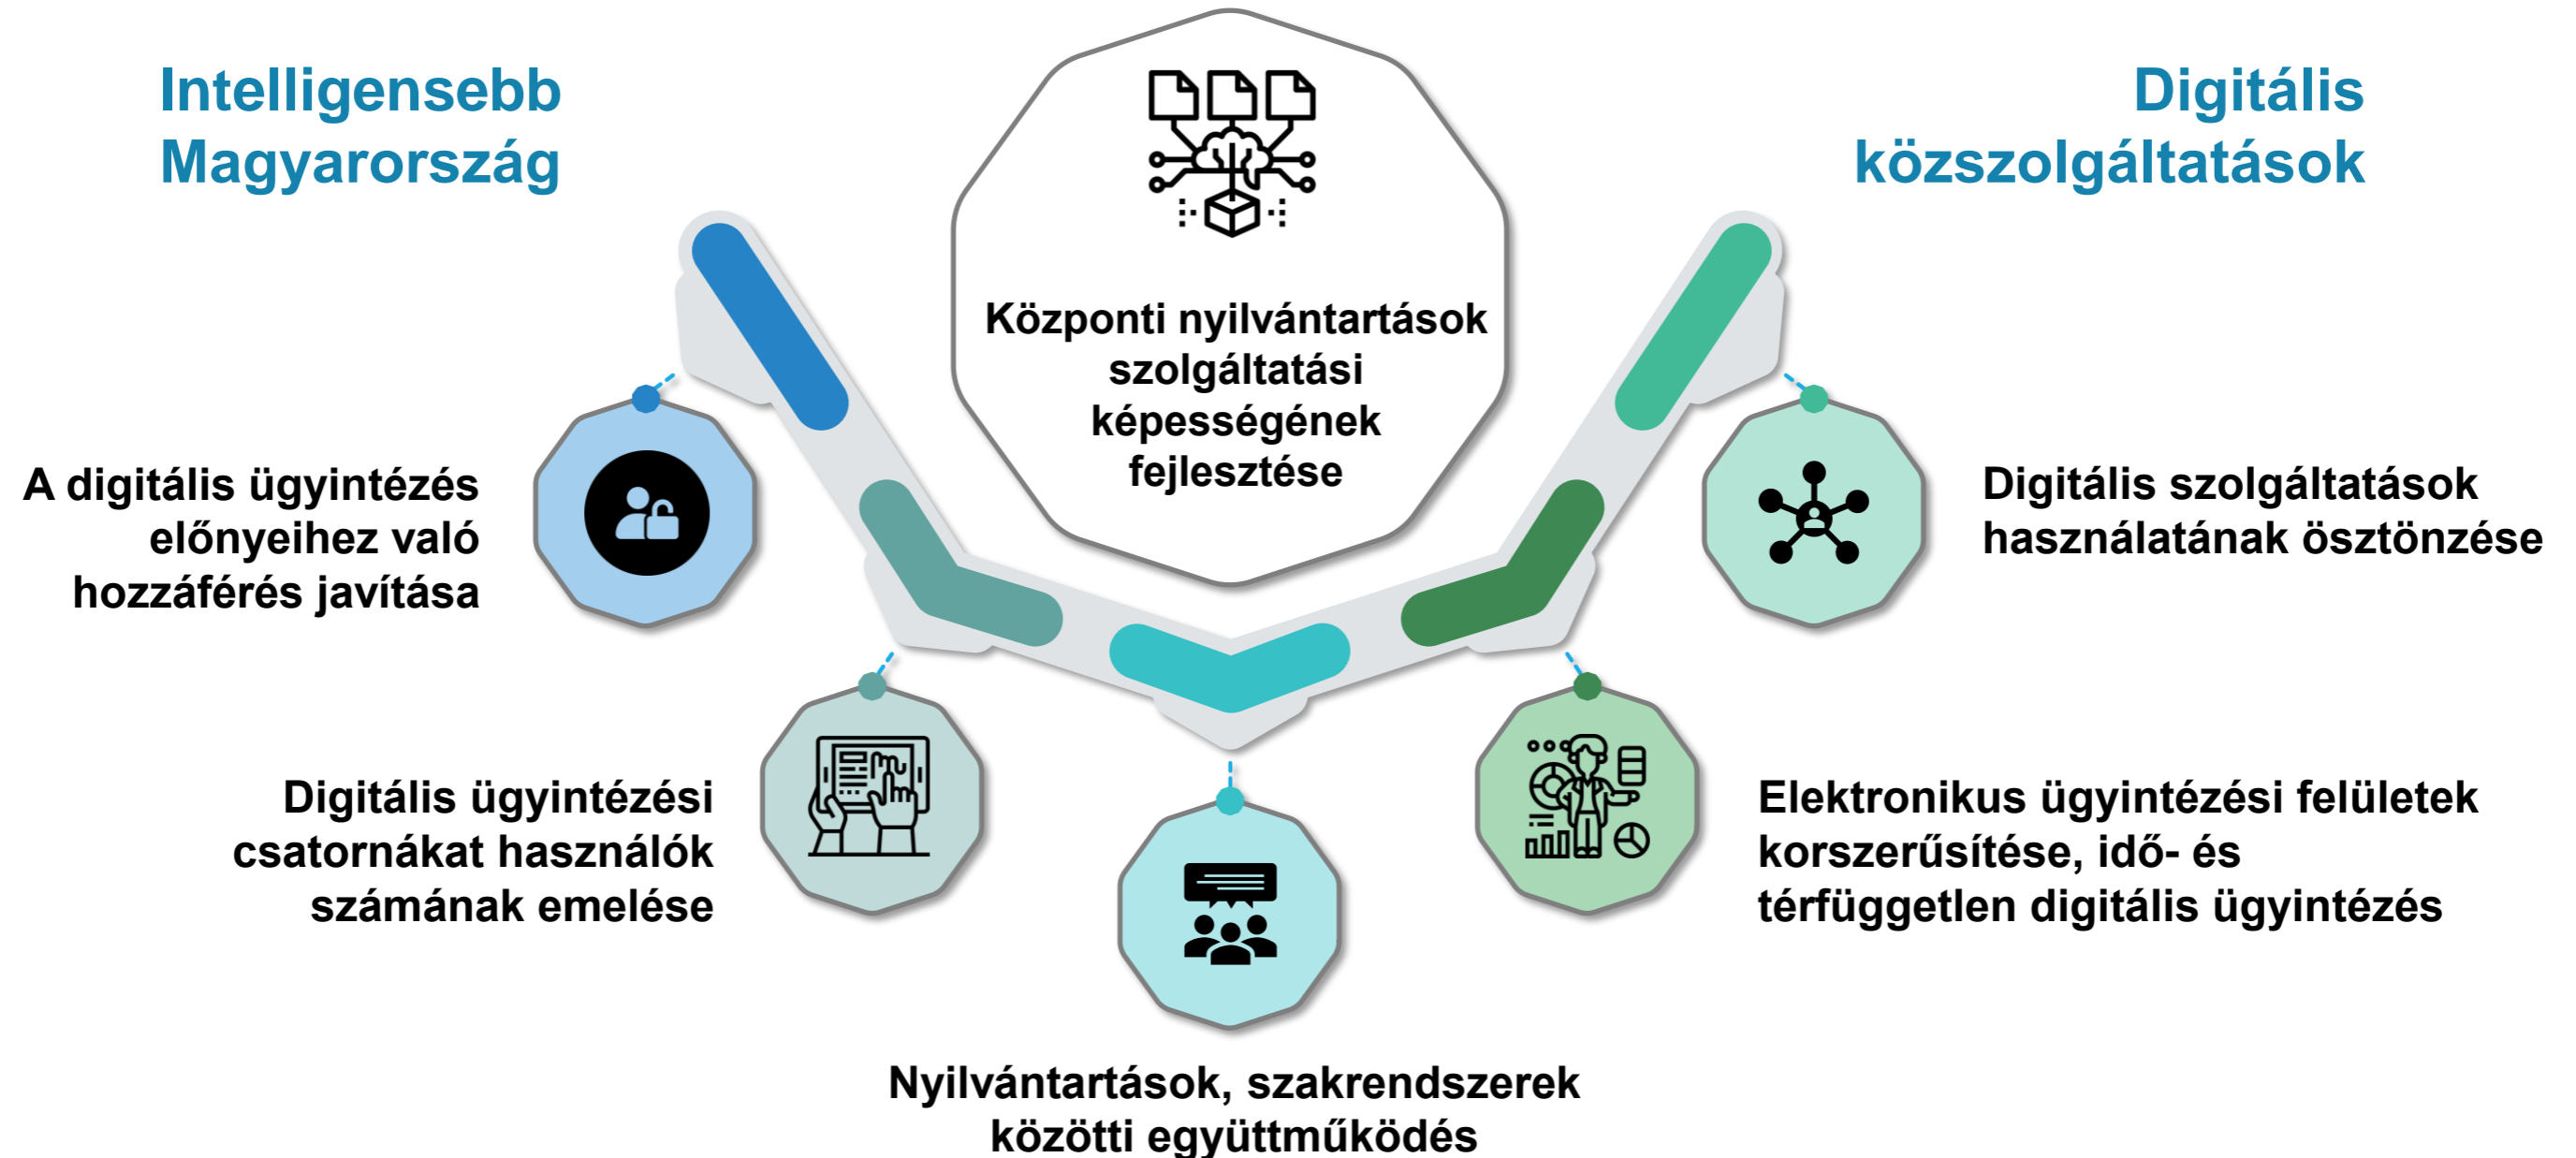 Intelligensebb
Magyarország
Digitális
közszolgáltatások
Központi nyilvántartások
szolgáltatási
képességének
fejlesztése
A digitális ügyintézés
előnyeihez való
hozzáférés javítása
Digitális szolgáltatások
használatának ösztönzése
Digitális ügyintézési
csatornákat használók
számának emelése
Elektronikus ügyintézési felületek
korszerűsítése, idő- és
térfüggetlen digitális ügyintézés
Nyilvántartások, szakrendszerek
közötti együttműködés